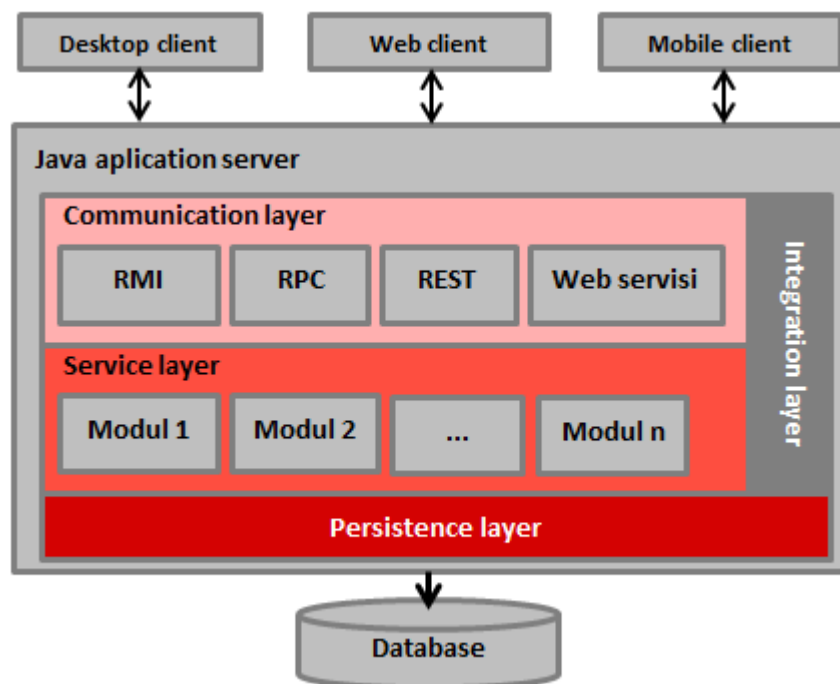 Desktop client
Web client
Mobile client
Java aplication server
Communication layer
RMI
RPC
REST
Web servisi
Integration layer
Service layer
Modul 1
Modul 2
...
Modul n
Persistence layer
Database